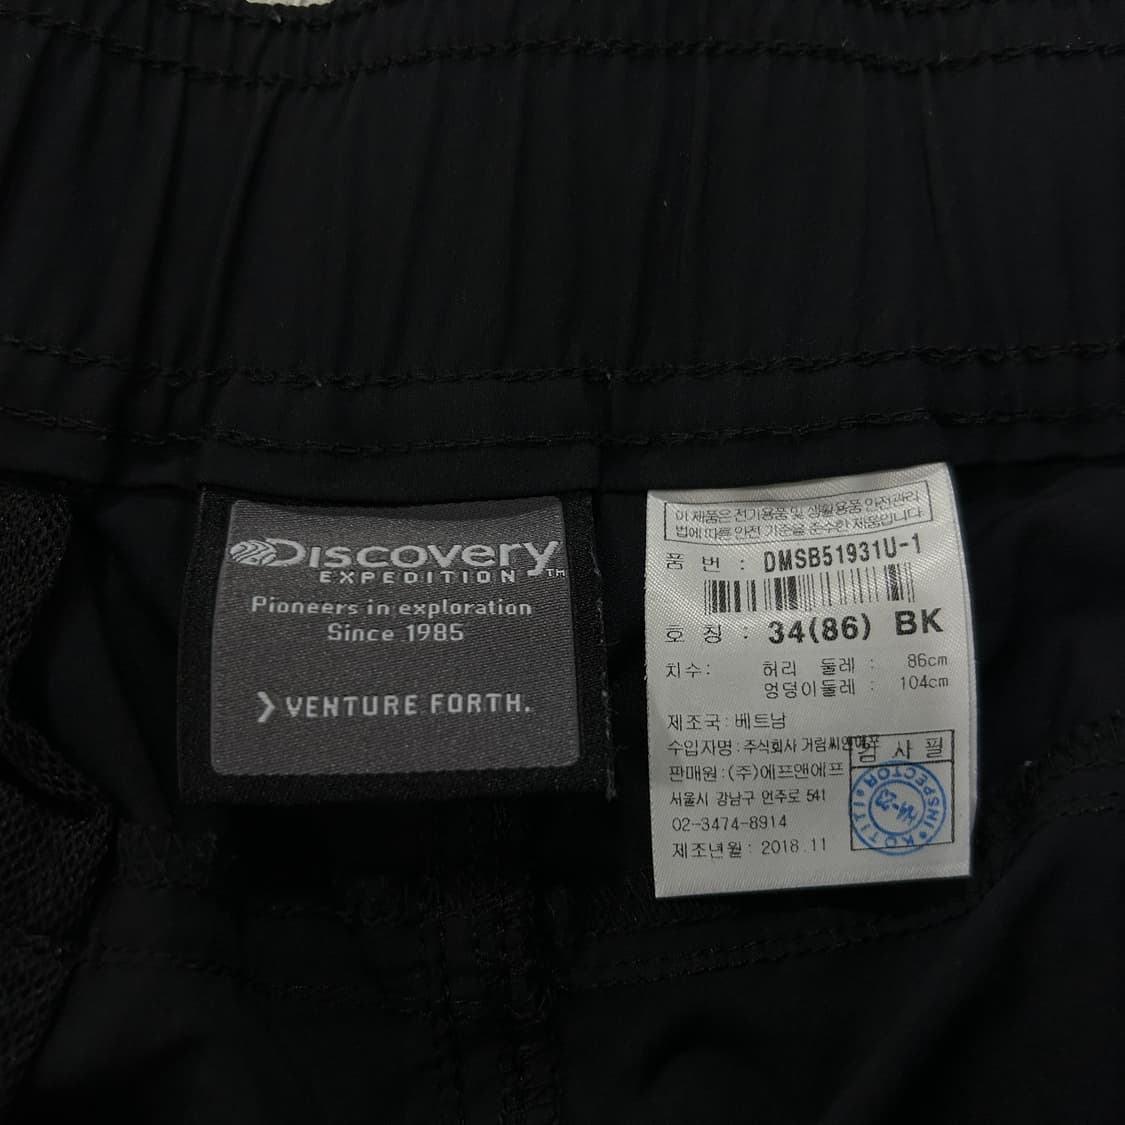 DISCOVERY
EXPEDITION™
Pioneers in exploration
Since 1985
VENTURE FORTH.
이 제품은 전기용품 및 생활용품 안전관리
법에 따른 안전 기준을 준수한 제품입니다
품 번 : DMSB51931U-1
호 칭 : 34(86) BK
치수: 허리 둘레 : 86cm
엉덩이둘레 : 104cm
제조국: 베트남
수입자명: 주식회사 거림씨앤에프
판매원: (주)에프앤에프
서울시 강남구 언주로 541
02-3474-8914
제조년월: 2018.11
검 사 필
INSPECTOR
KOTITI